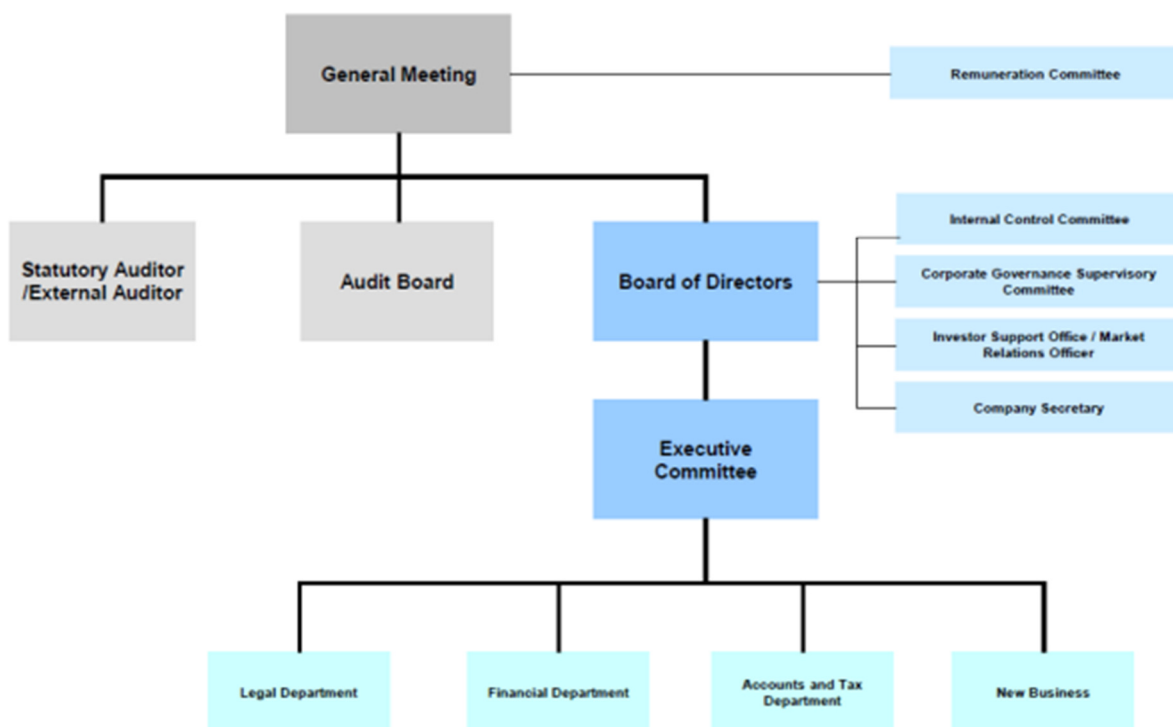 General Meeting
Remuneration Committee
Statutory Auditor
/External Auditor
Audit Board
Board of Directors
Internal Control Committee
Corporate Governance Supervisory
Committee
Investor Support Office / Market
Relations Officer
Company Secretary
Executive
Committee
Legal Department
Financial Department
Accounts and Tax
Department
New Business